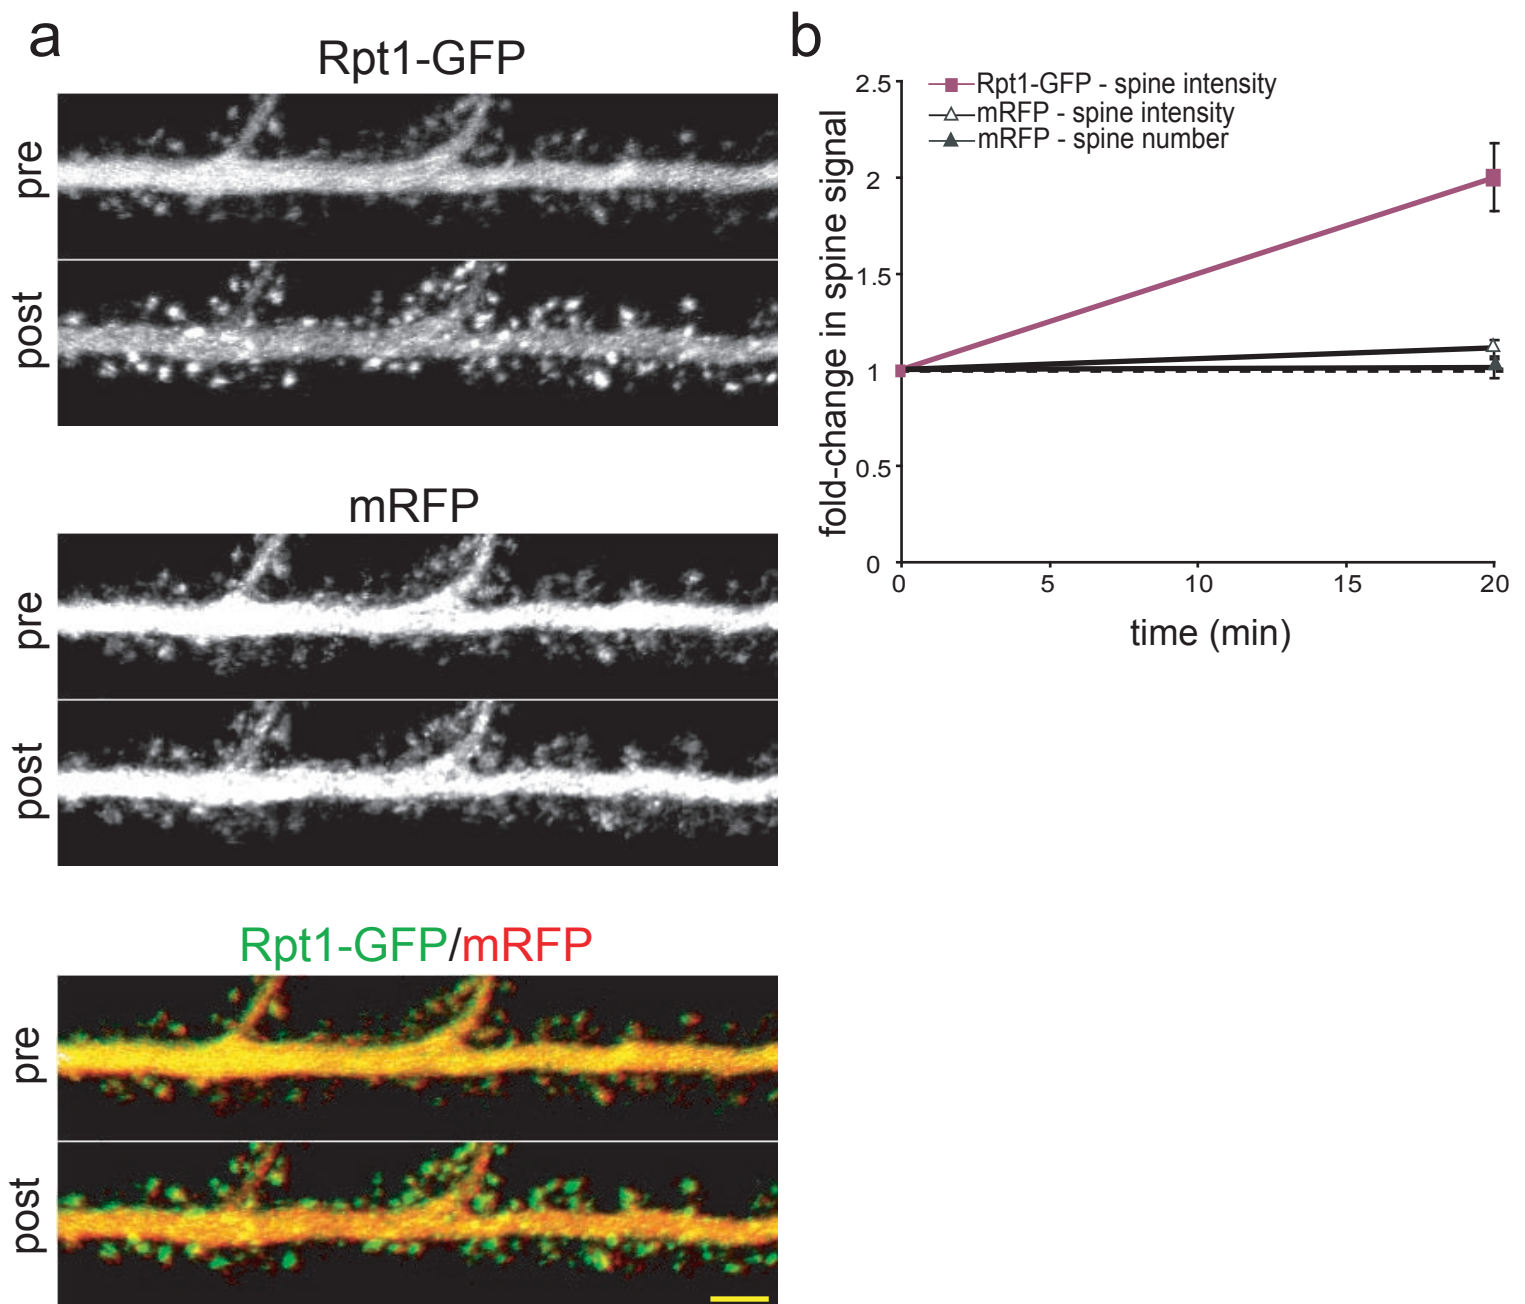 a
Rpt1-GFP
pre
post
mRFP
pre
post
Rpt1-GFP/mRFP
pre
post
b
Rpt1-GFP - spine intensity
mRFP - spine intensity
mRFP - spine number
fold-change in spine signal
2.5
2
1.5
1
0.5
0
0 5 10 15 20
time (min)